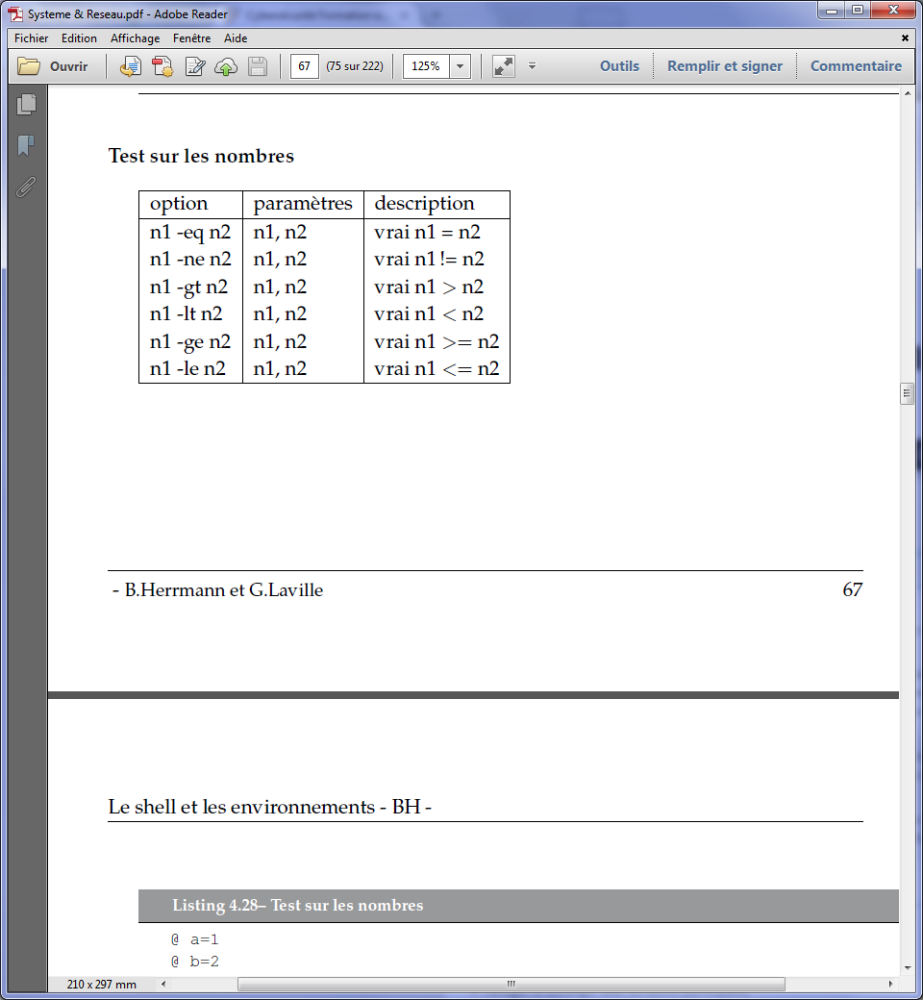 Systeme & Reseau.pdf - Adobe Reader
Fichier Edition Affichage Fenêtre Aide
Ouvrir 67 (75 sur 222) 125% Outils Remplir et signer Commentaire
Test sur les nombres
option paramètres description
n1 -eq n2 n1, n2 vrai n1 = n2
n1 -ne n2 n1, n2 vrai n1 != n2
n1 -gt n2 n1, n2 vrai n1 > n2
n1 -lt n2 n1, n2 vrai n1 < n2
n1 -ge n2 n1, n2 vrai n1 >= n2
n1 -le n2 n1, n2 vrai n1 <= n2
- B.Herrmann et G.Laville 67
Le shell et les environnements - BH -
Listing 4.28– Test sur les nombres
@ a=1
@ b=2
210 x 297 mm